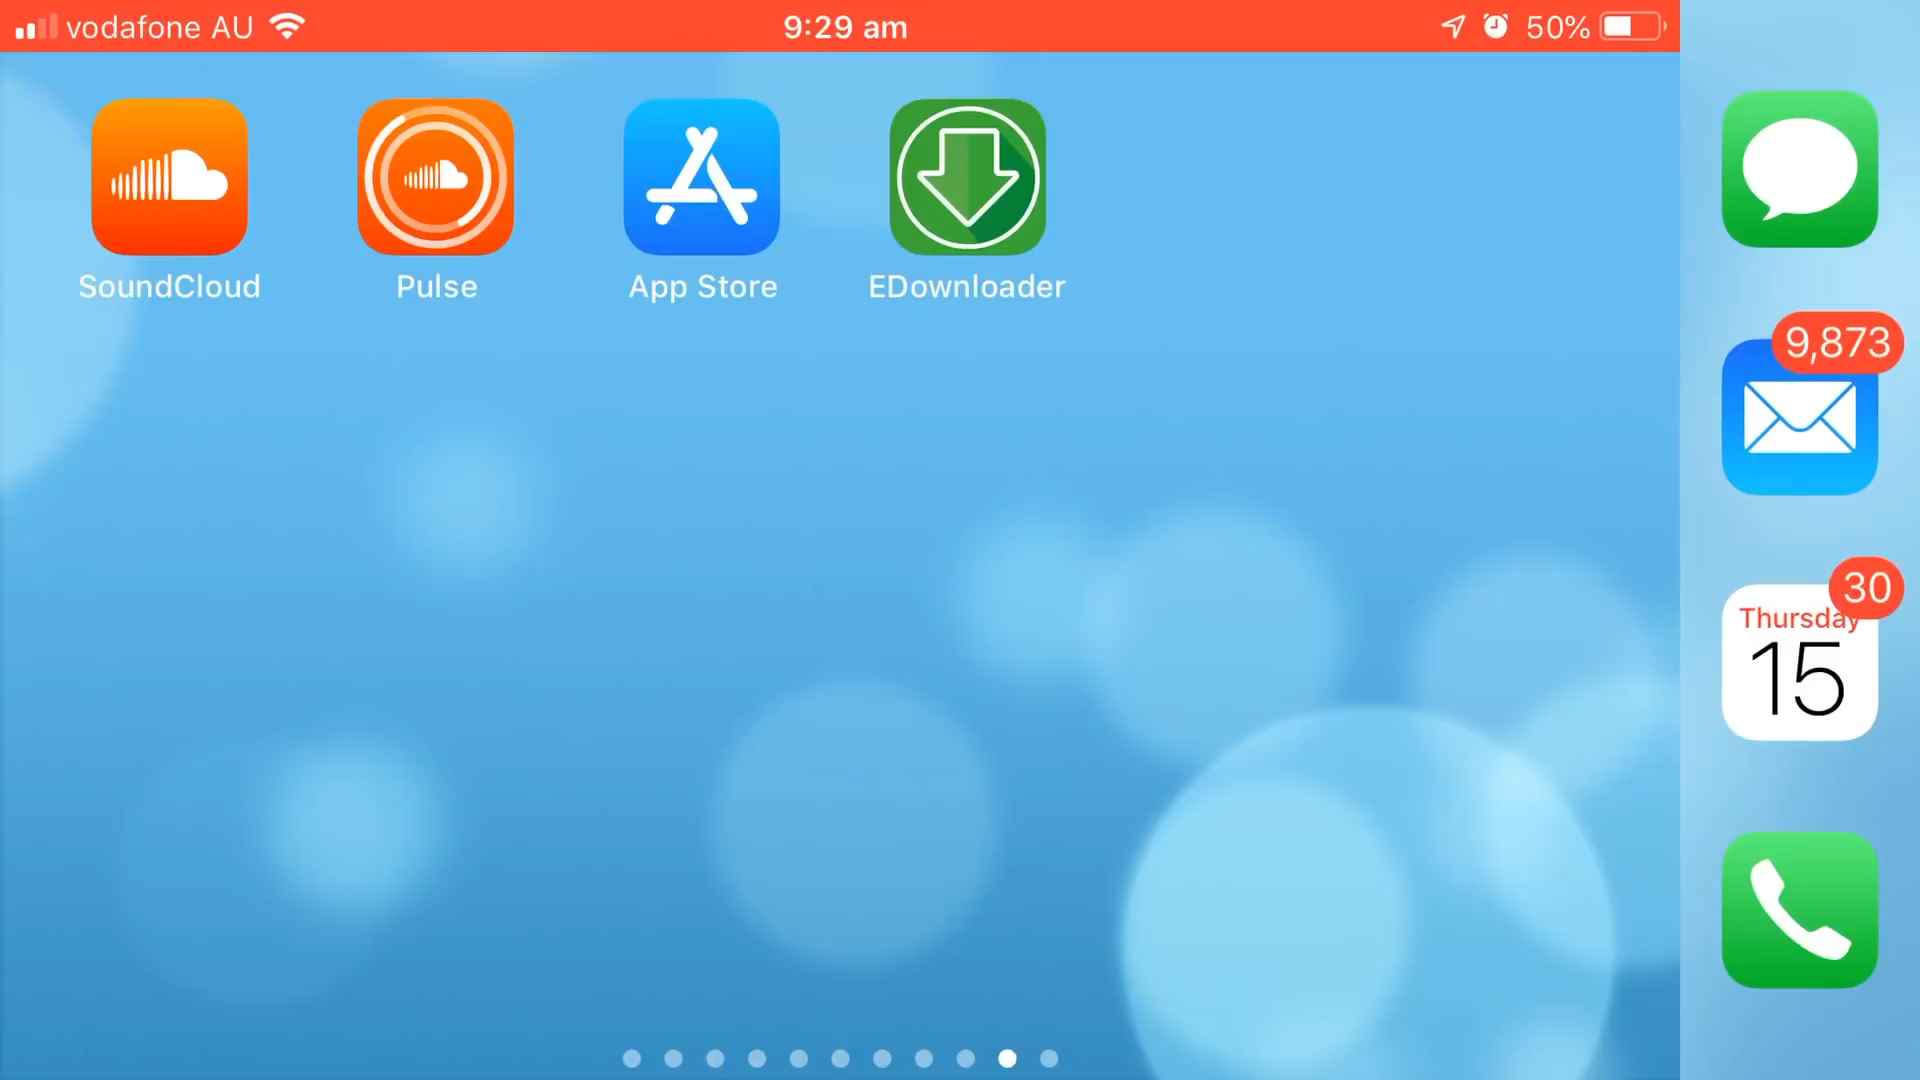 vodafone AU
9:29 am
50%
SoundCloud
Pulse
App Store
EDownloader
9,873
30
Thursday
15